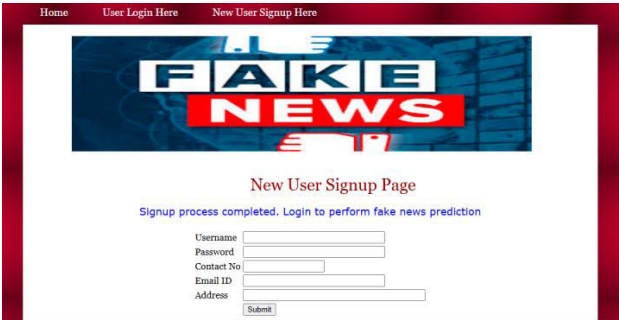 Home User Login Here New User Signup Here
FAKE
NEWS
New User Signup Page
Signup process completed. Login to perform fake news prediction
Username
Password
Contact No
Email ID
Address
Submit